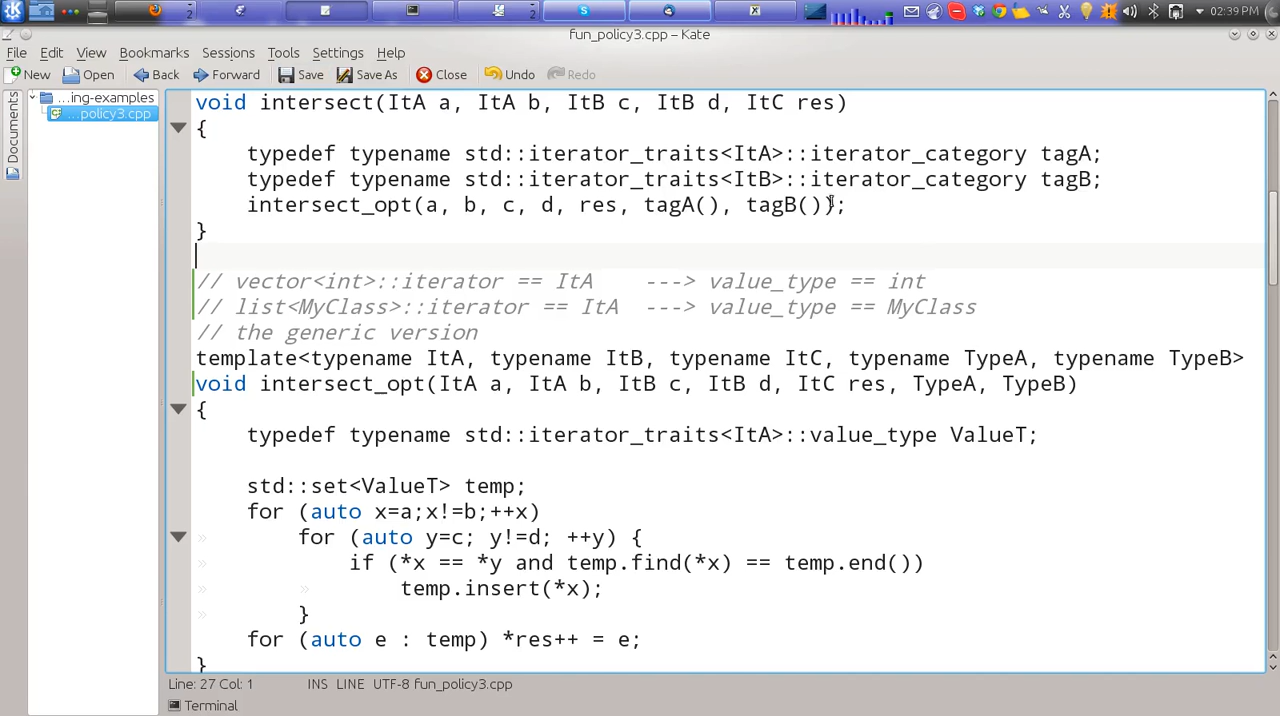 02:39 PM
fun_policy3.cpp – Kate
File Edit View Bookmarks Sessions Tools Settings Help
New Open Back Forward Save Save As Close Undo Redo
Documents
...ing-examples
...policy3.cpp
void intersect(ItA a, ItA b, ItB c, ItB d, ItC res)
{
typedef typename std::iterator_traits<ItA>::iterator_category tagA;
typedef typename std::iterator_traits<ItB>::iterator_category tagB;
intersect_opt(a, b, c, d, res, tagA(), tagB());
}
// vector<int>::iterator == ItA ---> value_type == int
// list<MyClass>::iterator == ItA ---> value_type == MyClass
// the generic version
template<typename ItA, typename ItB, typename ItC, typename TypeA, typename TypeB>
void intersect_opt(ItA a, ItA b, ItB c, ItB d, ItC res, TypeA, TypeB)
{
typedef typename std::iterator_traits<ItA>::value_type ValueT;
std::set<ValueT> temp;
for (auto x=a;x!=b;++x)
for (auto y=c; y!=d; ++y) {
if (*x == *y and temp.find(*x) == temp.end())
temp.insert(*x);
}
for (auto e : temp) *res++ = e;
}
Line: 27 Col: 1 INS LINE UTF-8 fun_policy3.cpp
Terminal